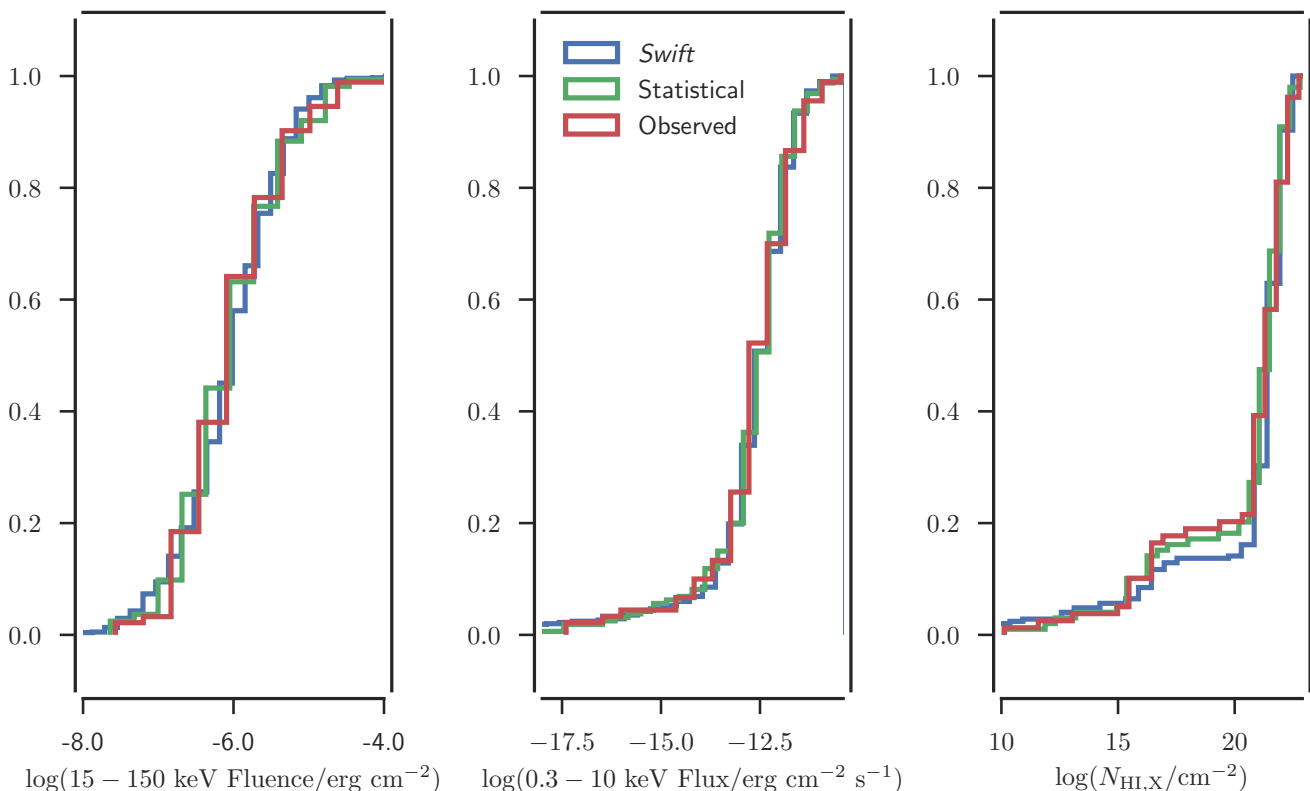 Swift
Statistical
Observed
1.0 1.0 1.0
0.8 0.8 0.8
0.6 0.6 0.6
0.4 0.4 0.4
0.2 0.2 0.2
0.0 0.0 0.0
-8.0 -6.0 -4.0 −17.5 −15.0 −12.5 10 15 20
log(15 − 150 keV Fluence/erg cm⁻²) log(0.3 − 10 keV Flux/erg cm⁻² s⁻¹) log(N_HI,X/cm⁻²)